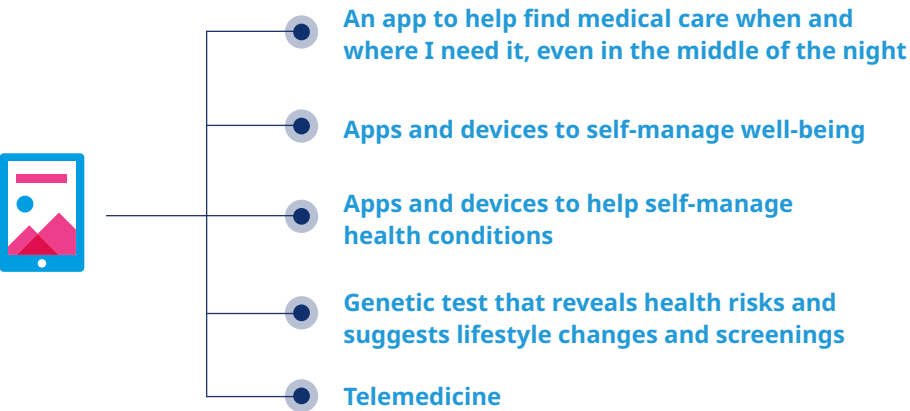 An app to help find medical care when and
where I need it, even in the middle of the night
Apps and devices to self-manage well-being
Apps and devices to help self-manage
health conditions
Genetic test that reveals health risks and
suggests lifestyle changes and screenings
Telemedicine